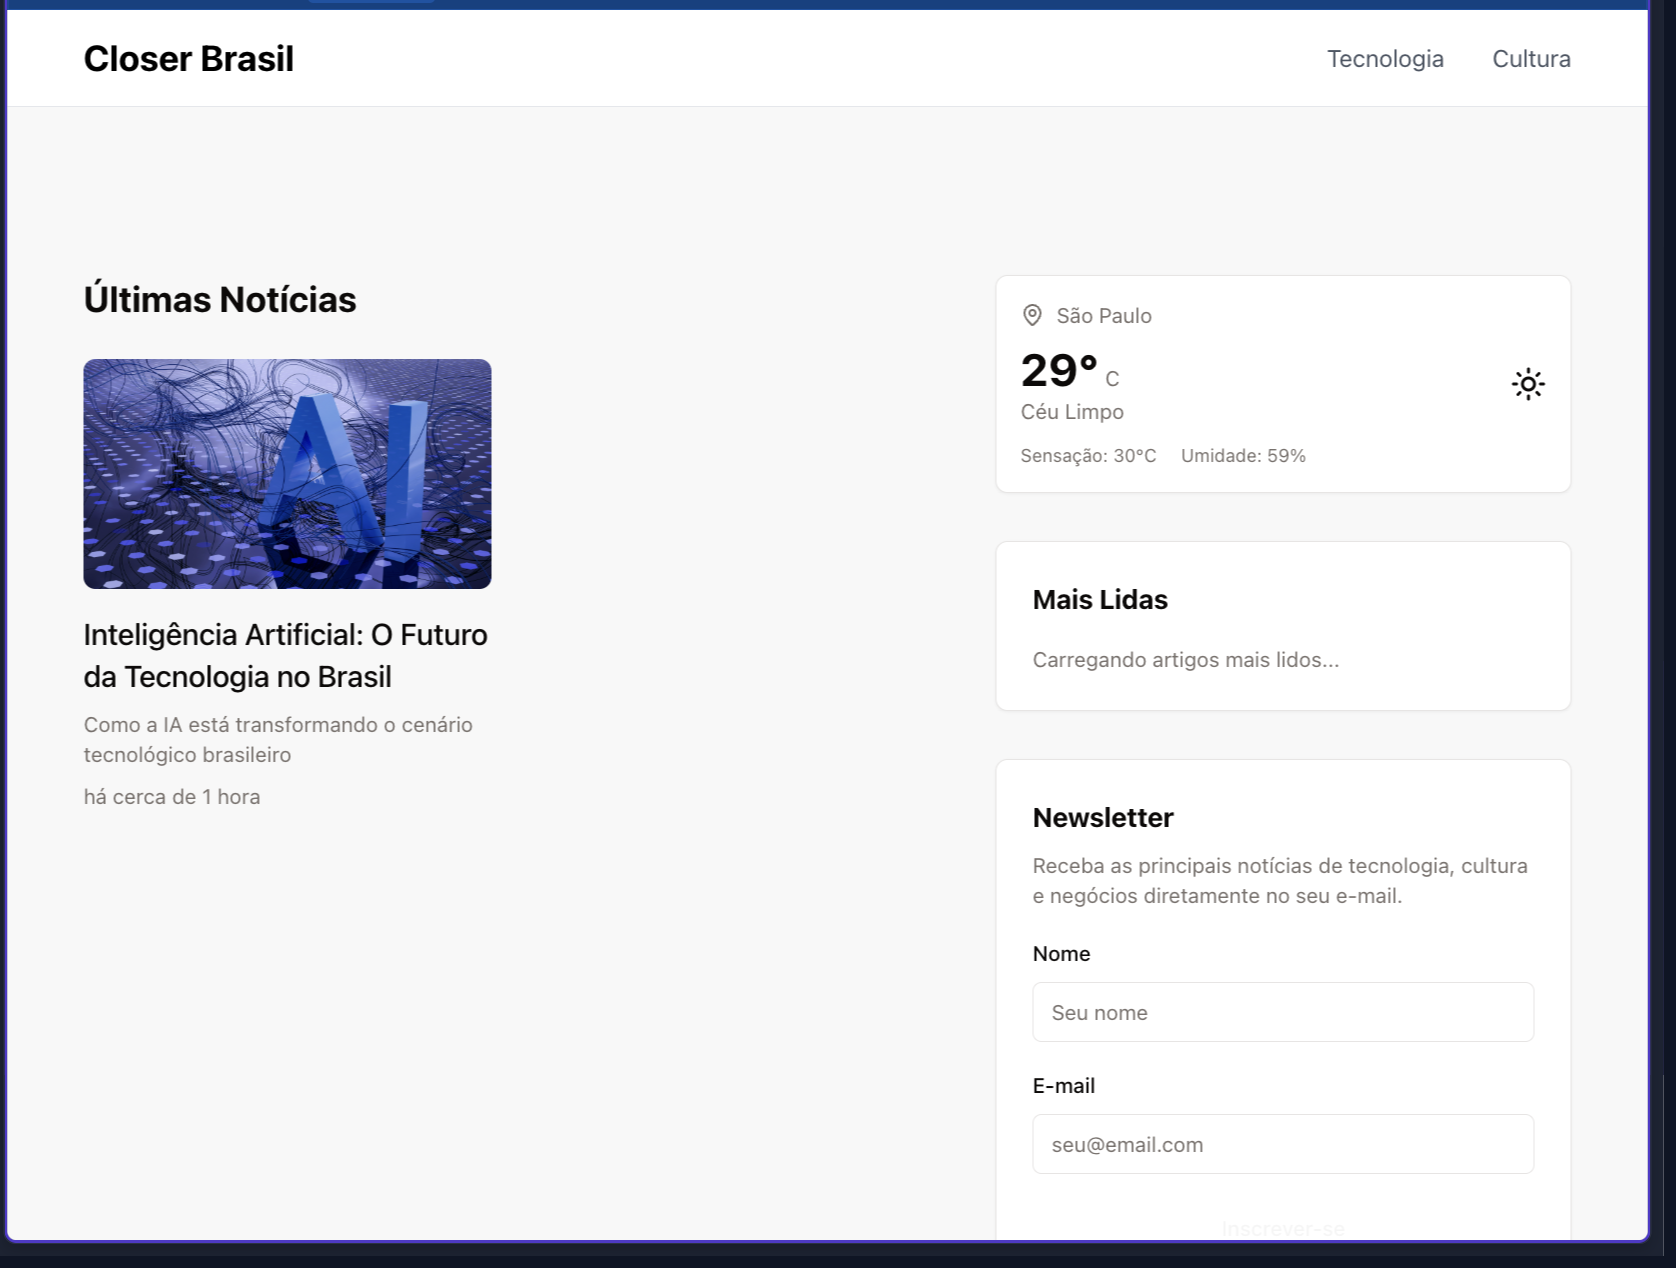 Closer Brasil
Tecnologia
Cultura
Últimas Notícias
AI
Inteligência Artificial: O Futuro
da Tecnologia no Brasil
Como a IA está transformando o cenário
tecnológico brasileiro
há cerca de 1 hora
São Paulo
29° C
Céu Limpo
Sensação: 30°C Umidade: 59%
Mais Lidas
Carregando artigos mais lidos...
Newsletter
Receba as principais notícias de tecnologia, cultura
e negócios diretamente no seu e-mail.
Nome
Seu nome
E-mail
seu@email.com
Inscrever-se